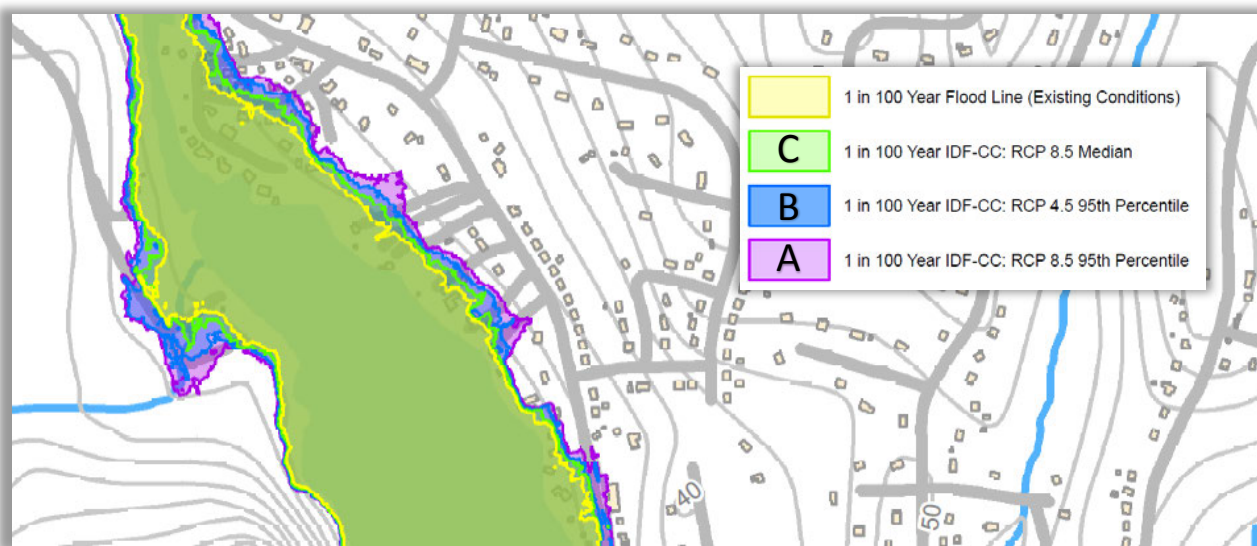 1 in 100 Year Flood Line (Existing Conditions)
C 1 in 100 Year IDF-CC: RCP 8.5 Median
B 1 in 100 Year IDF-CC: RCP 4.5 95th Percentile
A 1 in 100 Year IDF-CC: RCP 8.5 95th Percentile
40
50